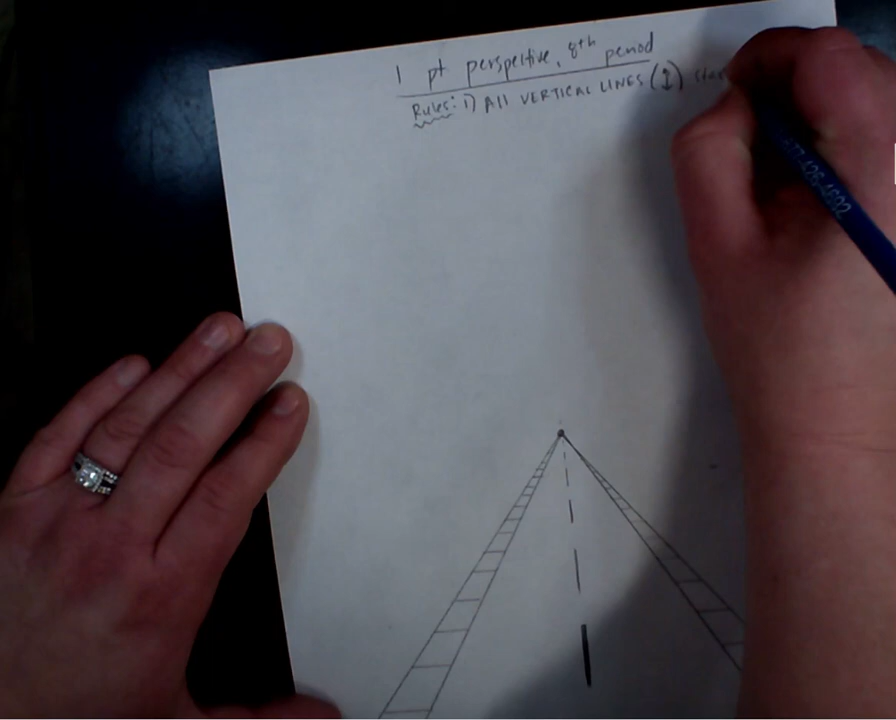 1 pt perspective, 8th period
Rules: 1) All VERTICAL LINES (↕)